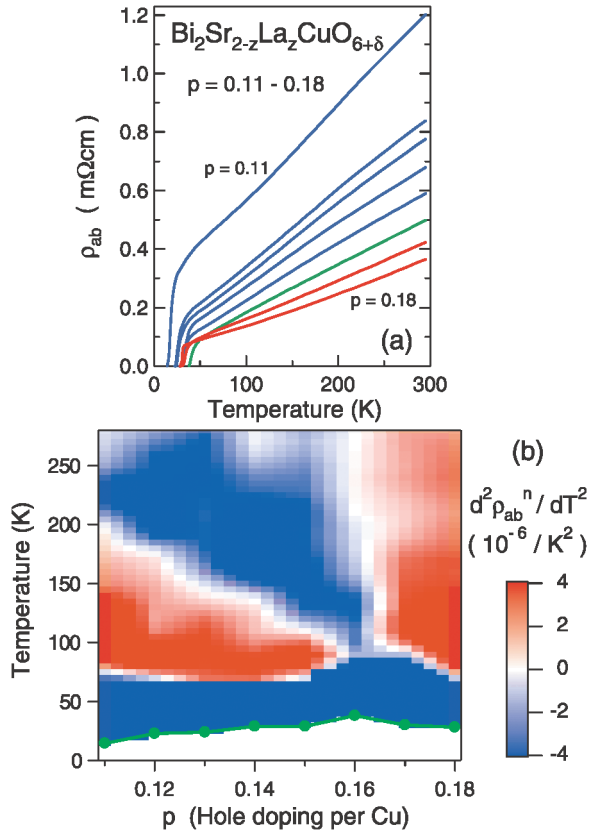 1.2
1.0
0.8
0.6
0.4
0.2
0.0
ρab ( mΩcm )
Bi2Sr2-zLazCuO6+δ
p = 0.11 - 0.18
p = 0.11
p = 0.18
(a)
0
100
200
300
Temperature (K)
250
200
150
100
50
0
Temperature (K)
0.12
0.14
0.16
0.18
p (Hole doping per Cu)
(b)
d²ρabⁿ / dT²
( 10⁻⁶ / K² )
4
2
0
-2
-4